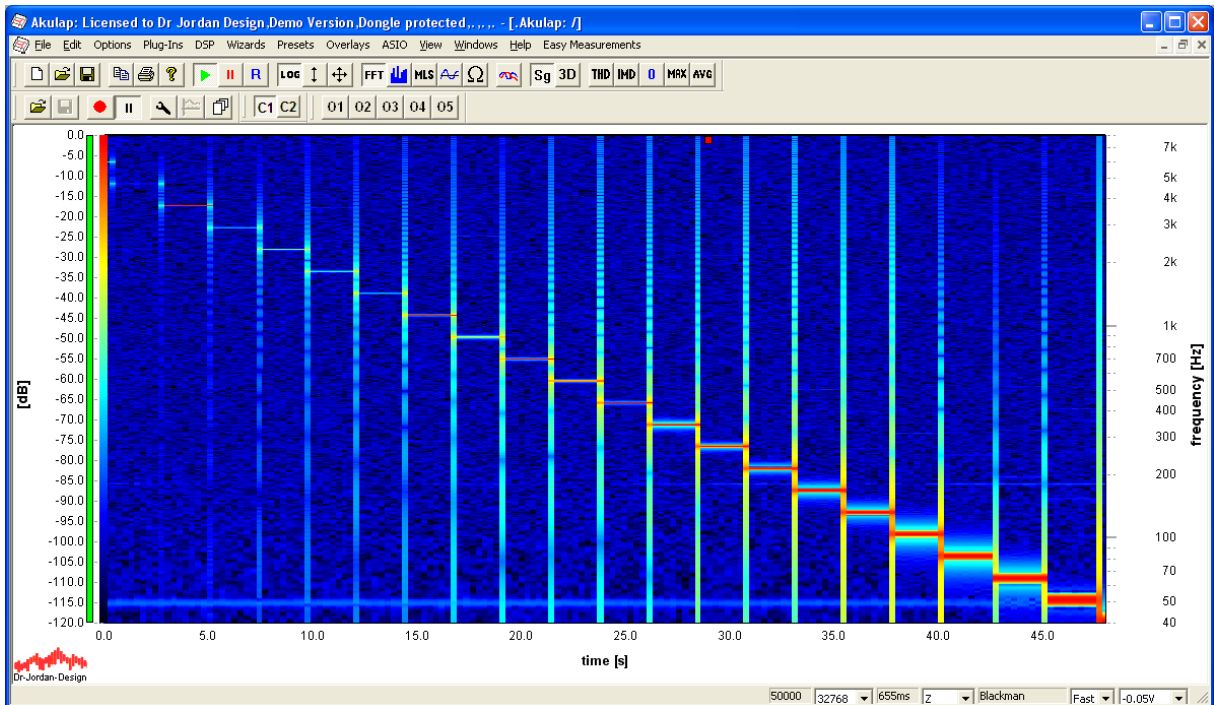 Akulap: Licensed to Dr Jordan Design,Demo Version,Dongle protected,.,.,. - [.Akulap: /]
File Edit Options Plug-Ins DSP Wizards Presets Overlays ASIO View Windows Help Easy Measurements
R LOG FFT MLS Ω Sg 3D THD IMD 0 MAX AVG
C1 C2 01 02 03 04 05
0.0
-5.0
-10.0
-15.0
-20.0
-25.0
-30.0
-35.0
-40.0
-45.0
-50.0
-55.0
-60.0
-65.0
-70.0
-75.0
-80.0
-85.0
-90.0
-95.0
-100.0
-105.0
-110.0
-115.0
-120.0
[dB]
7k
5k
4k
3k
2k
1k
700
500
400
300
200
100
70
50
40
frequency [Hz]
0.0 5.0 10.0 15.0 20.0 25.0 30.0 35.0 40.0 45.0
time [s]
Dr-Jordan-Design
50000 32768 655ms Z Blackman Fast -0.05V